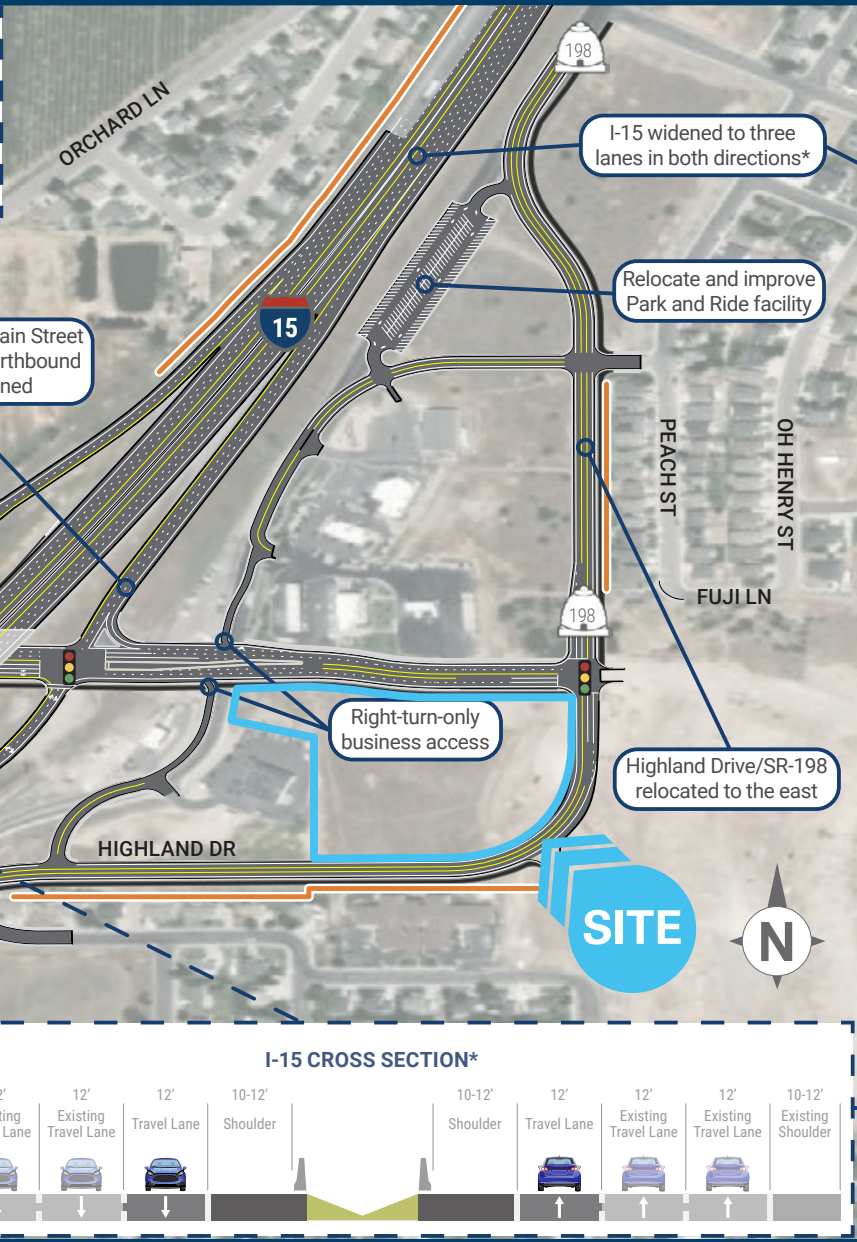 198
ORCHARD LN
I-15 widened to three
lanes in both directions*
Relocate and improve
Park and Ride facility
15
ain Street
rthbound
ned
PEACH ST
OH HENRY ST
FUJI LN
198
Right-turn-only
business access
Highland Drive/SR-198
relocated to the east
HIGHLAND DR
SITE
N
I-15 CROSS SECTION*
2' 12' 12' 10-12' 10-12' 12' 12' 12' 10-12'
ting Existing Travel Lane Shoulder Shoulder Travel Lane Existing Existing Existing
Lane Travel Lane Travel Lane Travel Lane Shoulder